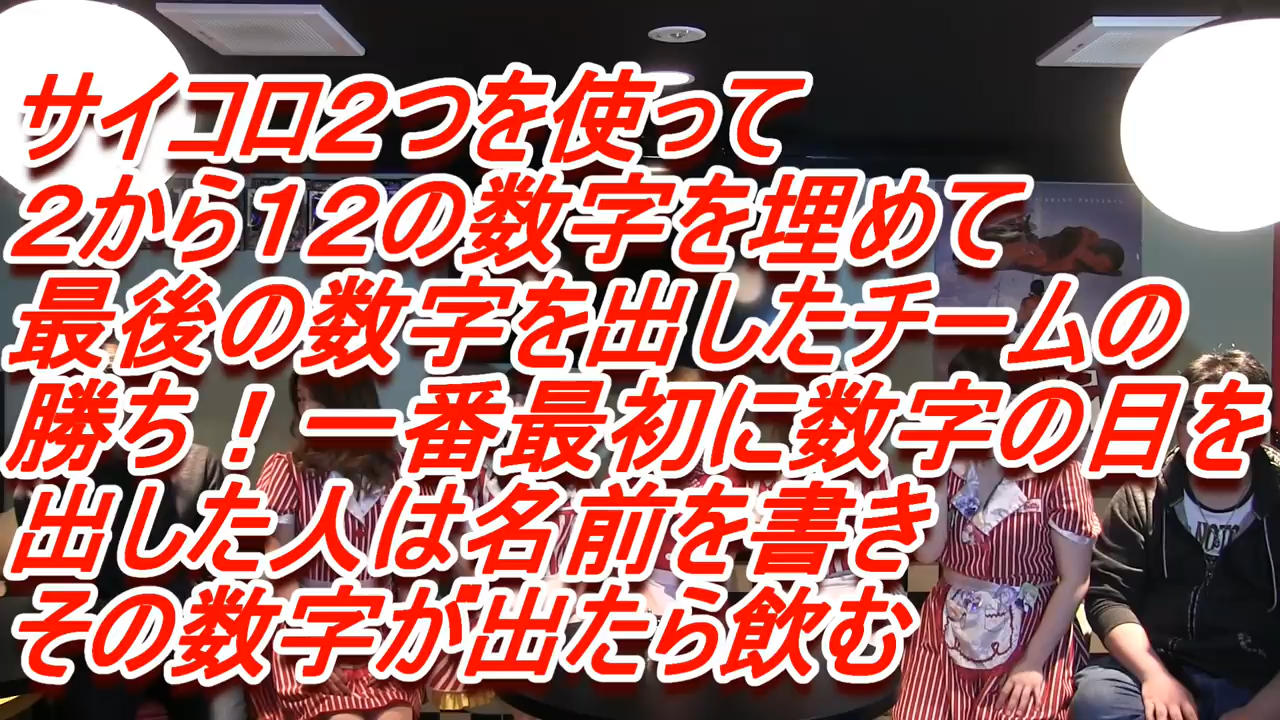 サイコロ２つを使って
２から１２の数字を埋めて
最後の数字を出したチームの
勝ち！一番最初に数字の目を
出した人は名前を書き
その数字が出たら飲む